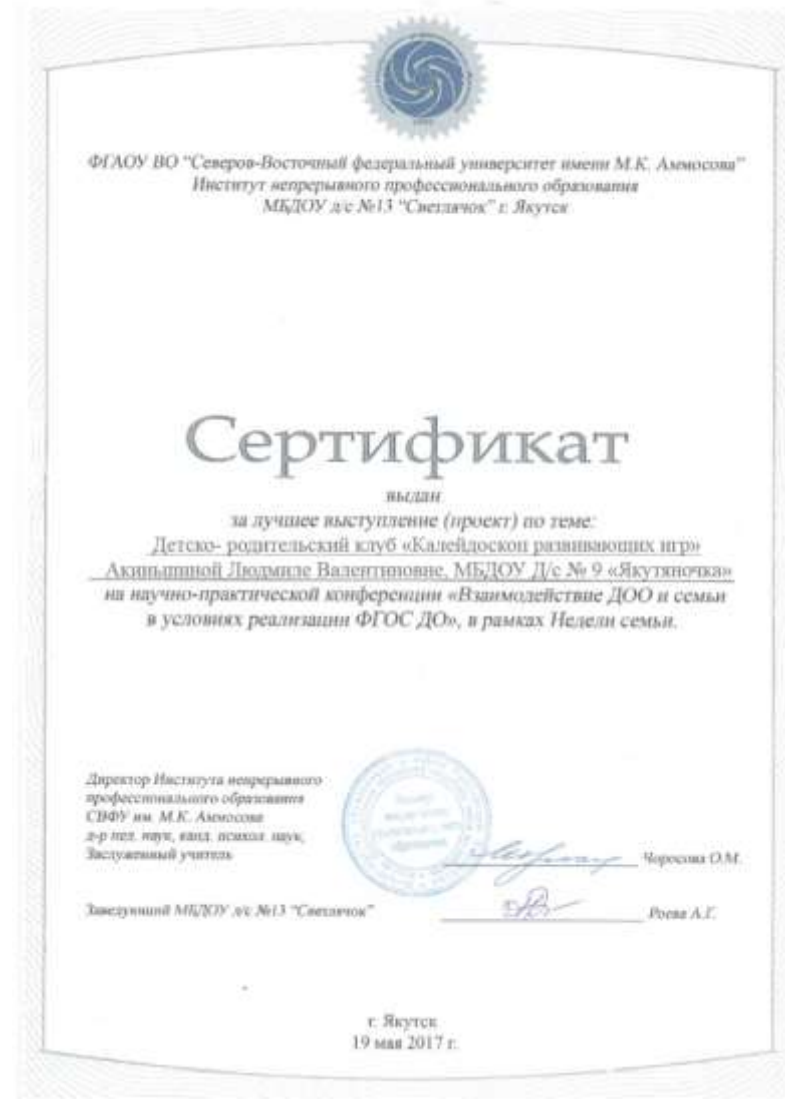 ФГАОУ ВО "Северов-Восточный федеральный университет имени М.К. Аммосова"
Институт непрерывного профессионального образования
МБДОУ д/с №13 "Светлячок" г. Якутск
Сертификат
выдан
за лучшее выступление (проект) по теме:
Детско- родительский клуб «Калейдоскоп развивающих игр»
Акиньшиной Людмиле Валентиновне, МБДОУ Д/с № 9 «Якутяночка»
на научно-практической конференции «Взаимодействие ДОО и семьи
в условиях реализации ФГОС ДО», в рамках Недели семьи.
Директор Института непрерывного
профессионального образования
СВФУ им. М.К. Аммосова
д-р пед. наук, канд. психол. наук,
Заслуженный учитель
Чоросова О.М.
Заведующий МБДОУ д/с №13 "Светлячок"
Роева А.Г.
г. Якутск
19 мая 2017 г.